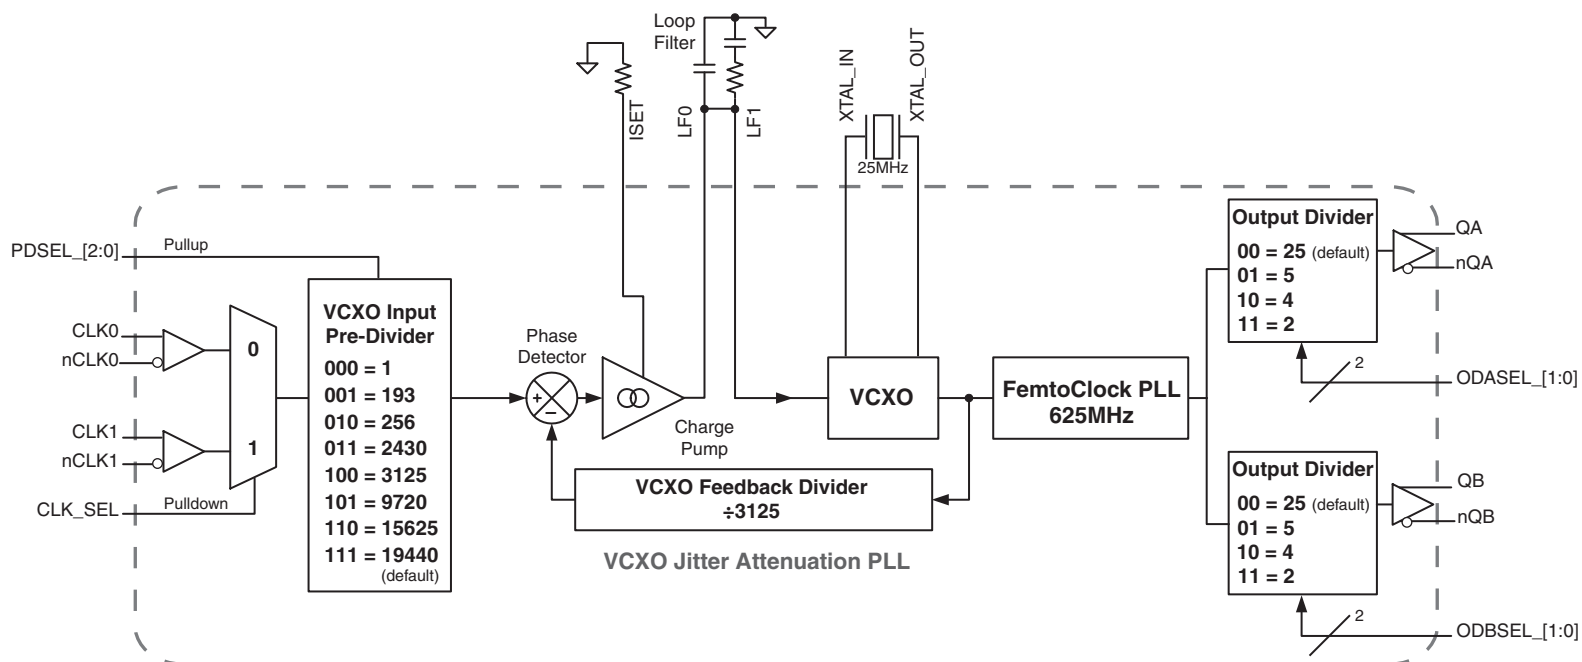 Loop
Filter
ISET
LF0
LF1
XTAL_IN
XTAL_OUT
25MHz
PDSEL_[2:0]
Pullup
CLK0
nCLK0
CLK1
nCLK1
CLK_SEL
Pulldown
0
1
VCXO Input
Pre-Divider
000 = 1
001 = 193
010 = 256
011 = 2430
100 = 3125
101 = 9720
110 = 15625
111 = 19440
(default)
Phase
Detector
+
−
Charge
Pump
VCXO
VCXO Feedback Divider
÷3125
VCXO Jitter Attenuation PLL
FemtoClock PLL
625MHz
Output Divider
00 = 25 (default)
01 = 5
10 = 4
11 = 2
QA
nQA
2
ODASEL_[1:0]
Output Divider
00 = 25 (default)
01 = 5
10 = 4
11 = 2
QB
nQB
2
ODBSEL_[1:0]